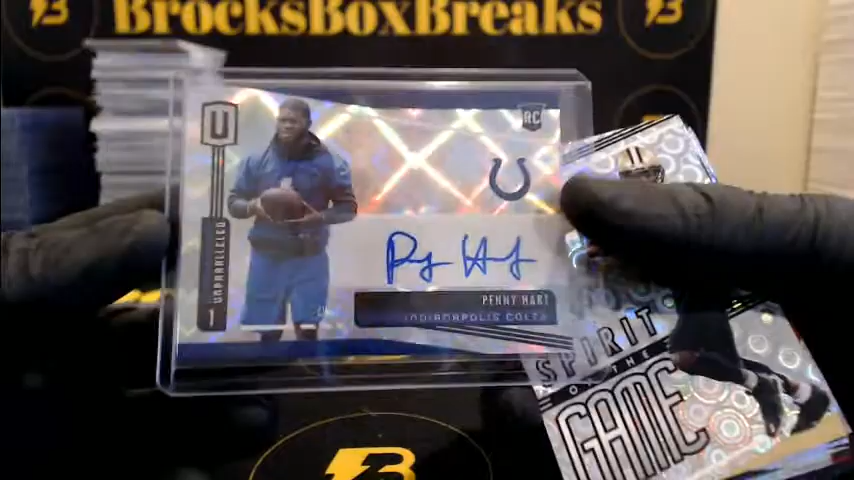 BrocksBoxBreaks
U
RC
UNPARALLELED
PENNY HART
INDIANAPOLIS COLTS
SPIRIT
OF THE
GAME
B